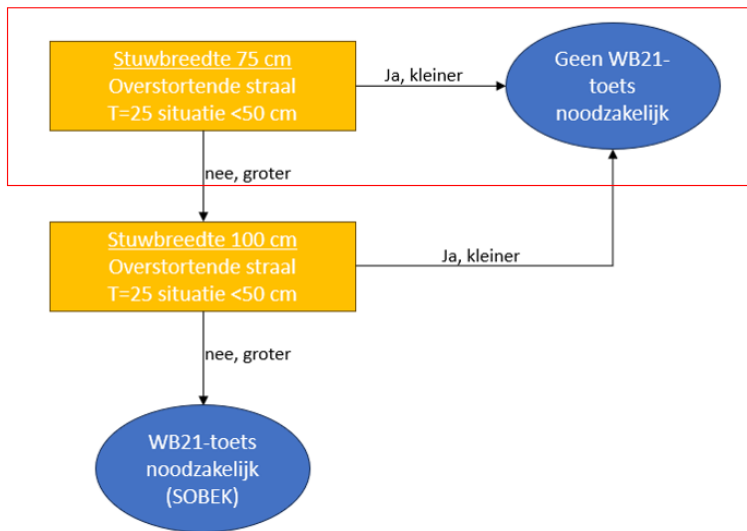 Stuwbreedte 75 cm
Overstortende straal
T=25 situatie <50 cm
Ja, kleiner
Geen WB21-
toets
noodzakelijk
nee, groter
Stuwbreedte 100 cm
Overstortende straal
T=25 situatie <50 cm
Ja, kleiner
nee, groter
WB21-toets
noodzakelijk
(SOBEK)